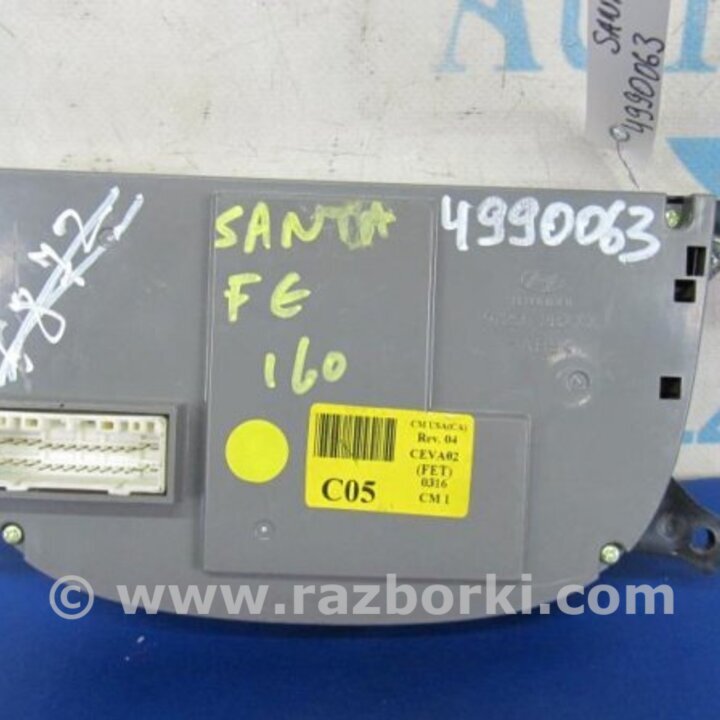 SANTA
4990063
SANTA
FE
160
4990063
CM USA(CA)
Rev. 04
CEVA02
(FET)
0316
CM 1
C05
© www.razborki.com